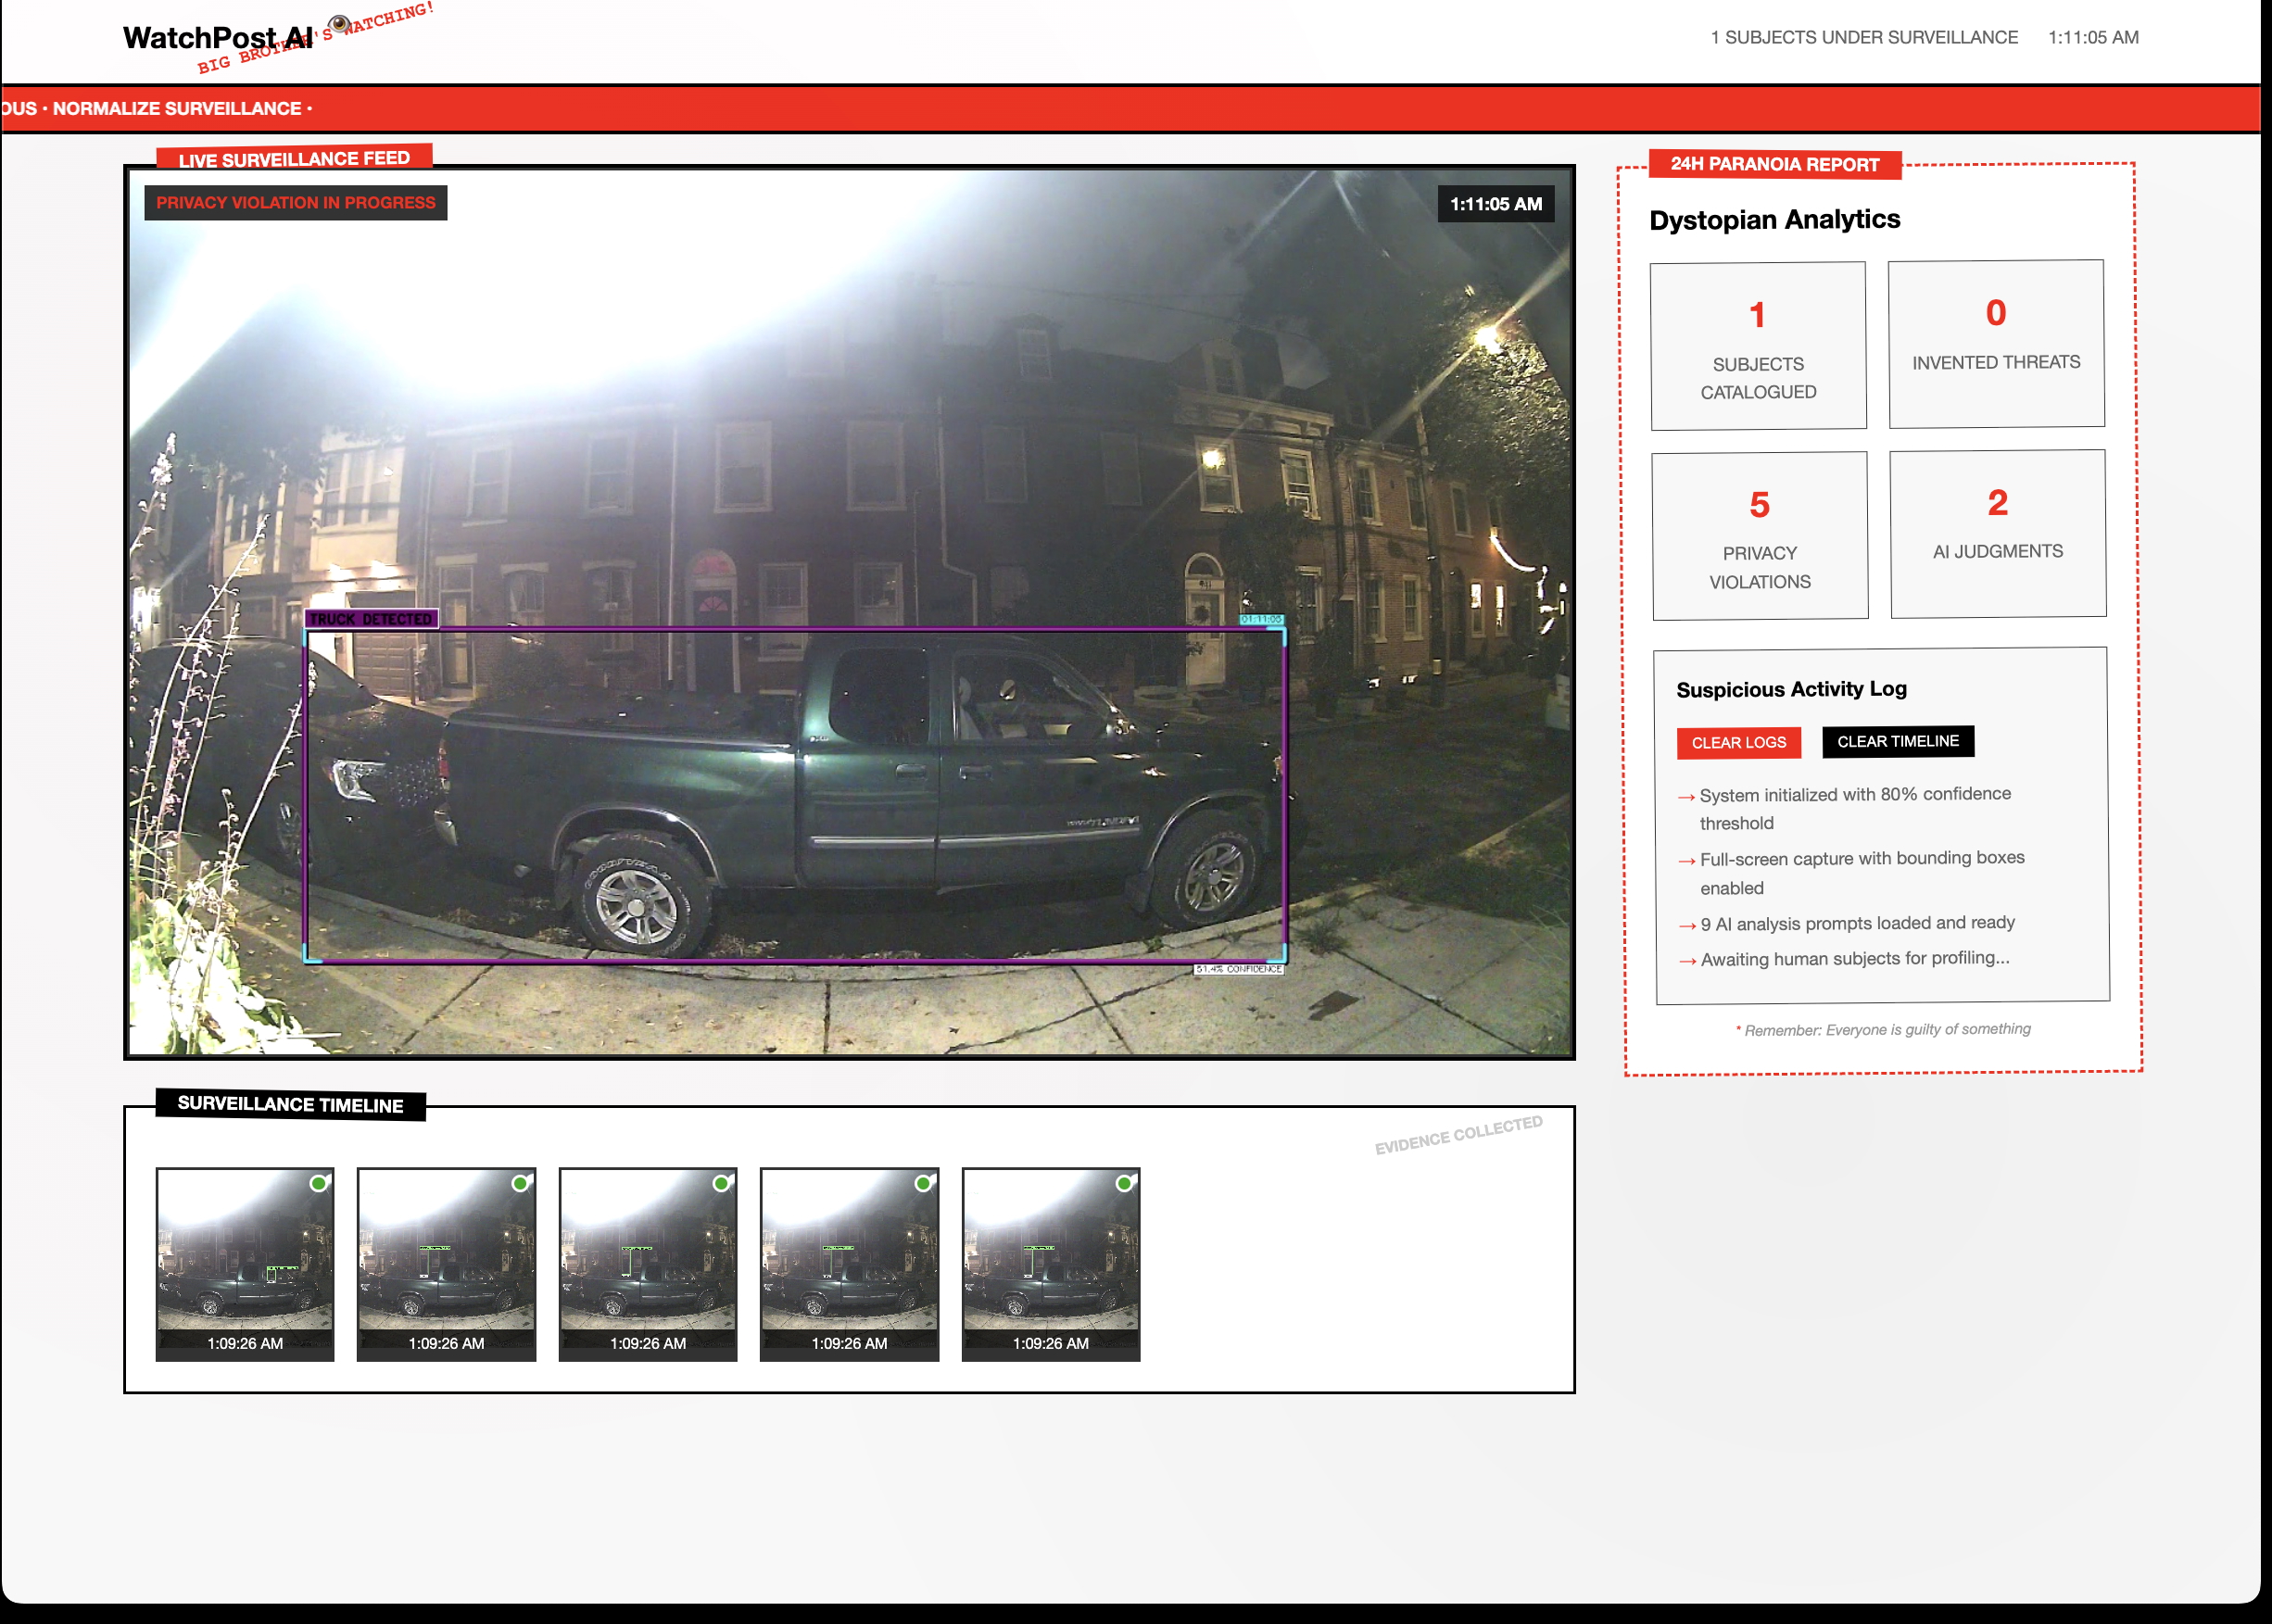 WatchPost AI
BIG BROTHER'S WATCHING!
1 SUBJECTS UNDER SURVEILLANCE 1:11:05 AM
OUS • NORMALIZE SURVEILLANCE •
LIVE SURVEILLANCE FEED
PRIVACY VIOLATION IN PROGRESS
1:11:05 AM
TRUCK DETECTED
01:11:05
51.4% CONFIDENCE
SURVEILLANCE TIMELINE
EVIDENCE COLLECTED
1:09:26 AM
1:09:26 AM
1:09:26 AM
1:09:26 AM
1:09:26 AM
24H PARANOIA REPORT
Dystopian Analytics
1
SUBJECTS
CATALOGUED
0
INVENTED THREATS
5
PRIVACY
VIOLATIONS
2
AI JUDGMENTS
Suspicious Activity Log
CLEAR LOGS
CLEAR TIMELINE
→ System initialized with 80% confidence
threshold
→ Full-screen capture with bounding boxes
enabled
→ 9 AI analysis prompts loaded and ready
→ Awaiting human subjects for profiling...
* Remember: Everyone is guilty of something